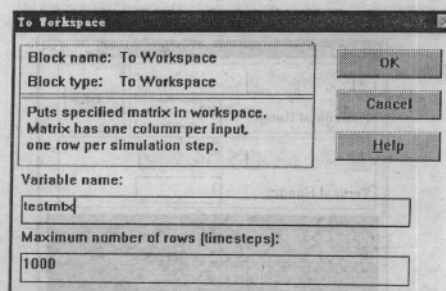 To Workspace
Block name: To Workspace
Block type: To Workspace
Puts specified matrix in workspace.
Matrix has one column per input,
one row per simulation step.
OK
Cancel
Help
Variable name:
testmtx
Maximum number of rows (timesteps):
1000